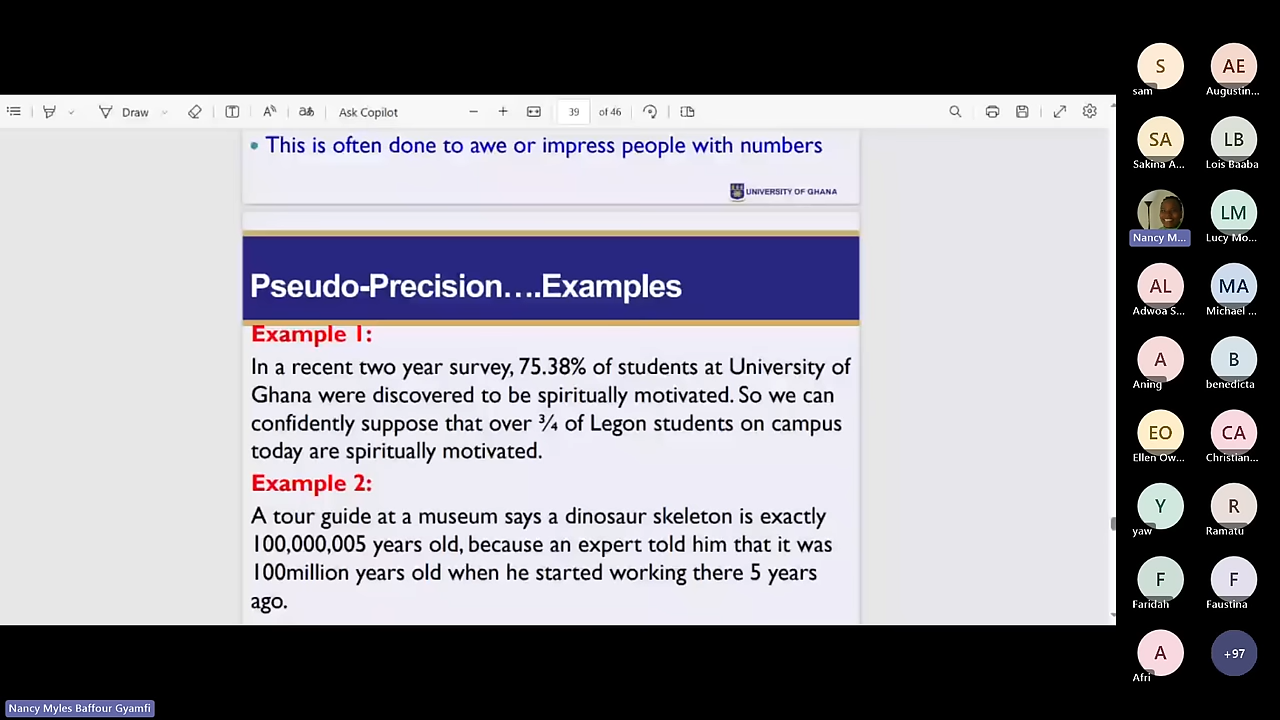 Draw
Ask Copilot
39 of 46
• This is often done to awe or impress people with numbers
UNIVERSITY OF GHANA
Pseudo-Precision....Examples
Example 1:
In a recent two year survey, 75.38% of students at University of
Ghana were discovered to be spiritually motivated. So we can
confidently suppose that over ¾ of Legon students on campus
today are spiritually motivated.
Example 2:
A tour guide at a museum says a dinosaur skeleton is exactly
100,000,005 years old, because an expert told him that it was
100million years old when he started working there 5 years
ago.
S
sam
AE
Augustin...
SA
Sakina A...
LB
Lois Baaba
Nancy M...
LM
Lucy Mo...
AL
Adwoa S...
MA
Michael ...
A
Aning
B
benedicta
EO
Ellen Ow...
CA
Christian...
Y
yaw
R
Ramatu
F
Faridah
F
Faustina
A
Afri
+97
Nancy Myles Baffour Gyamfi